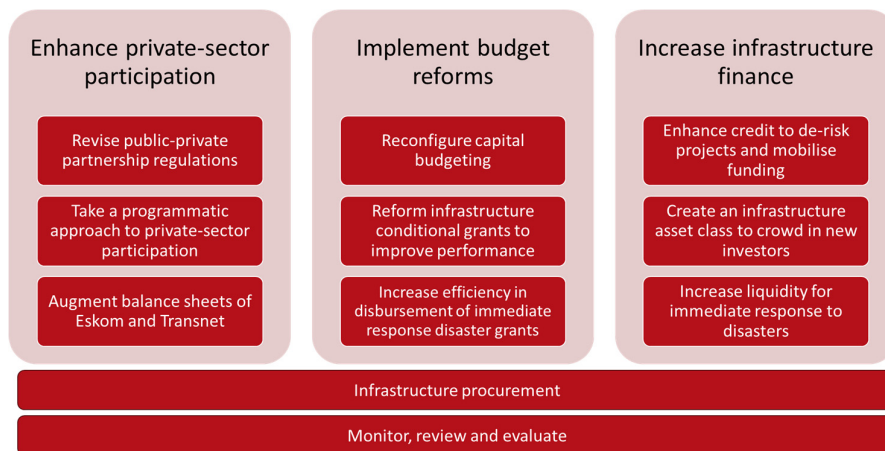 Enhance private-sector
participation
Revise public-private
partnership regulations
Take a programmatic
approach to private-sector
participation
Augment balance sheets of
Eskom and Transnet
Implement budget
reforms
Reconfigure capital
budgeting
Reform infrastructure
conditional grants to
improve performance
Increase efficiency in
disbursement of immediate
response disaster grants
Increase infrastructure
finance
Enhance credit to de-risk
projects and mobilise
funding
Create an infrastructure
asset class to crowd in new
investors
Increase liquidity for
immediate response to
disasters
Infrastructure procurement
Monitor, review and evaluate